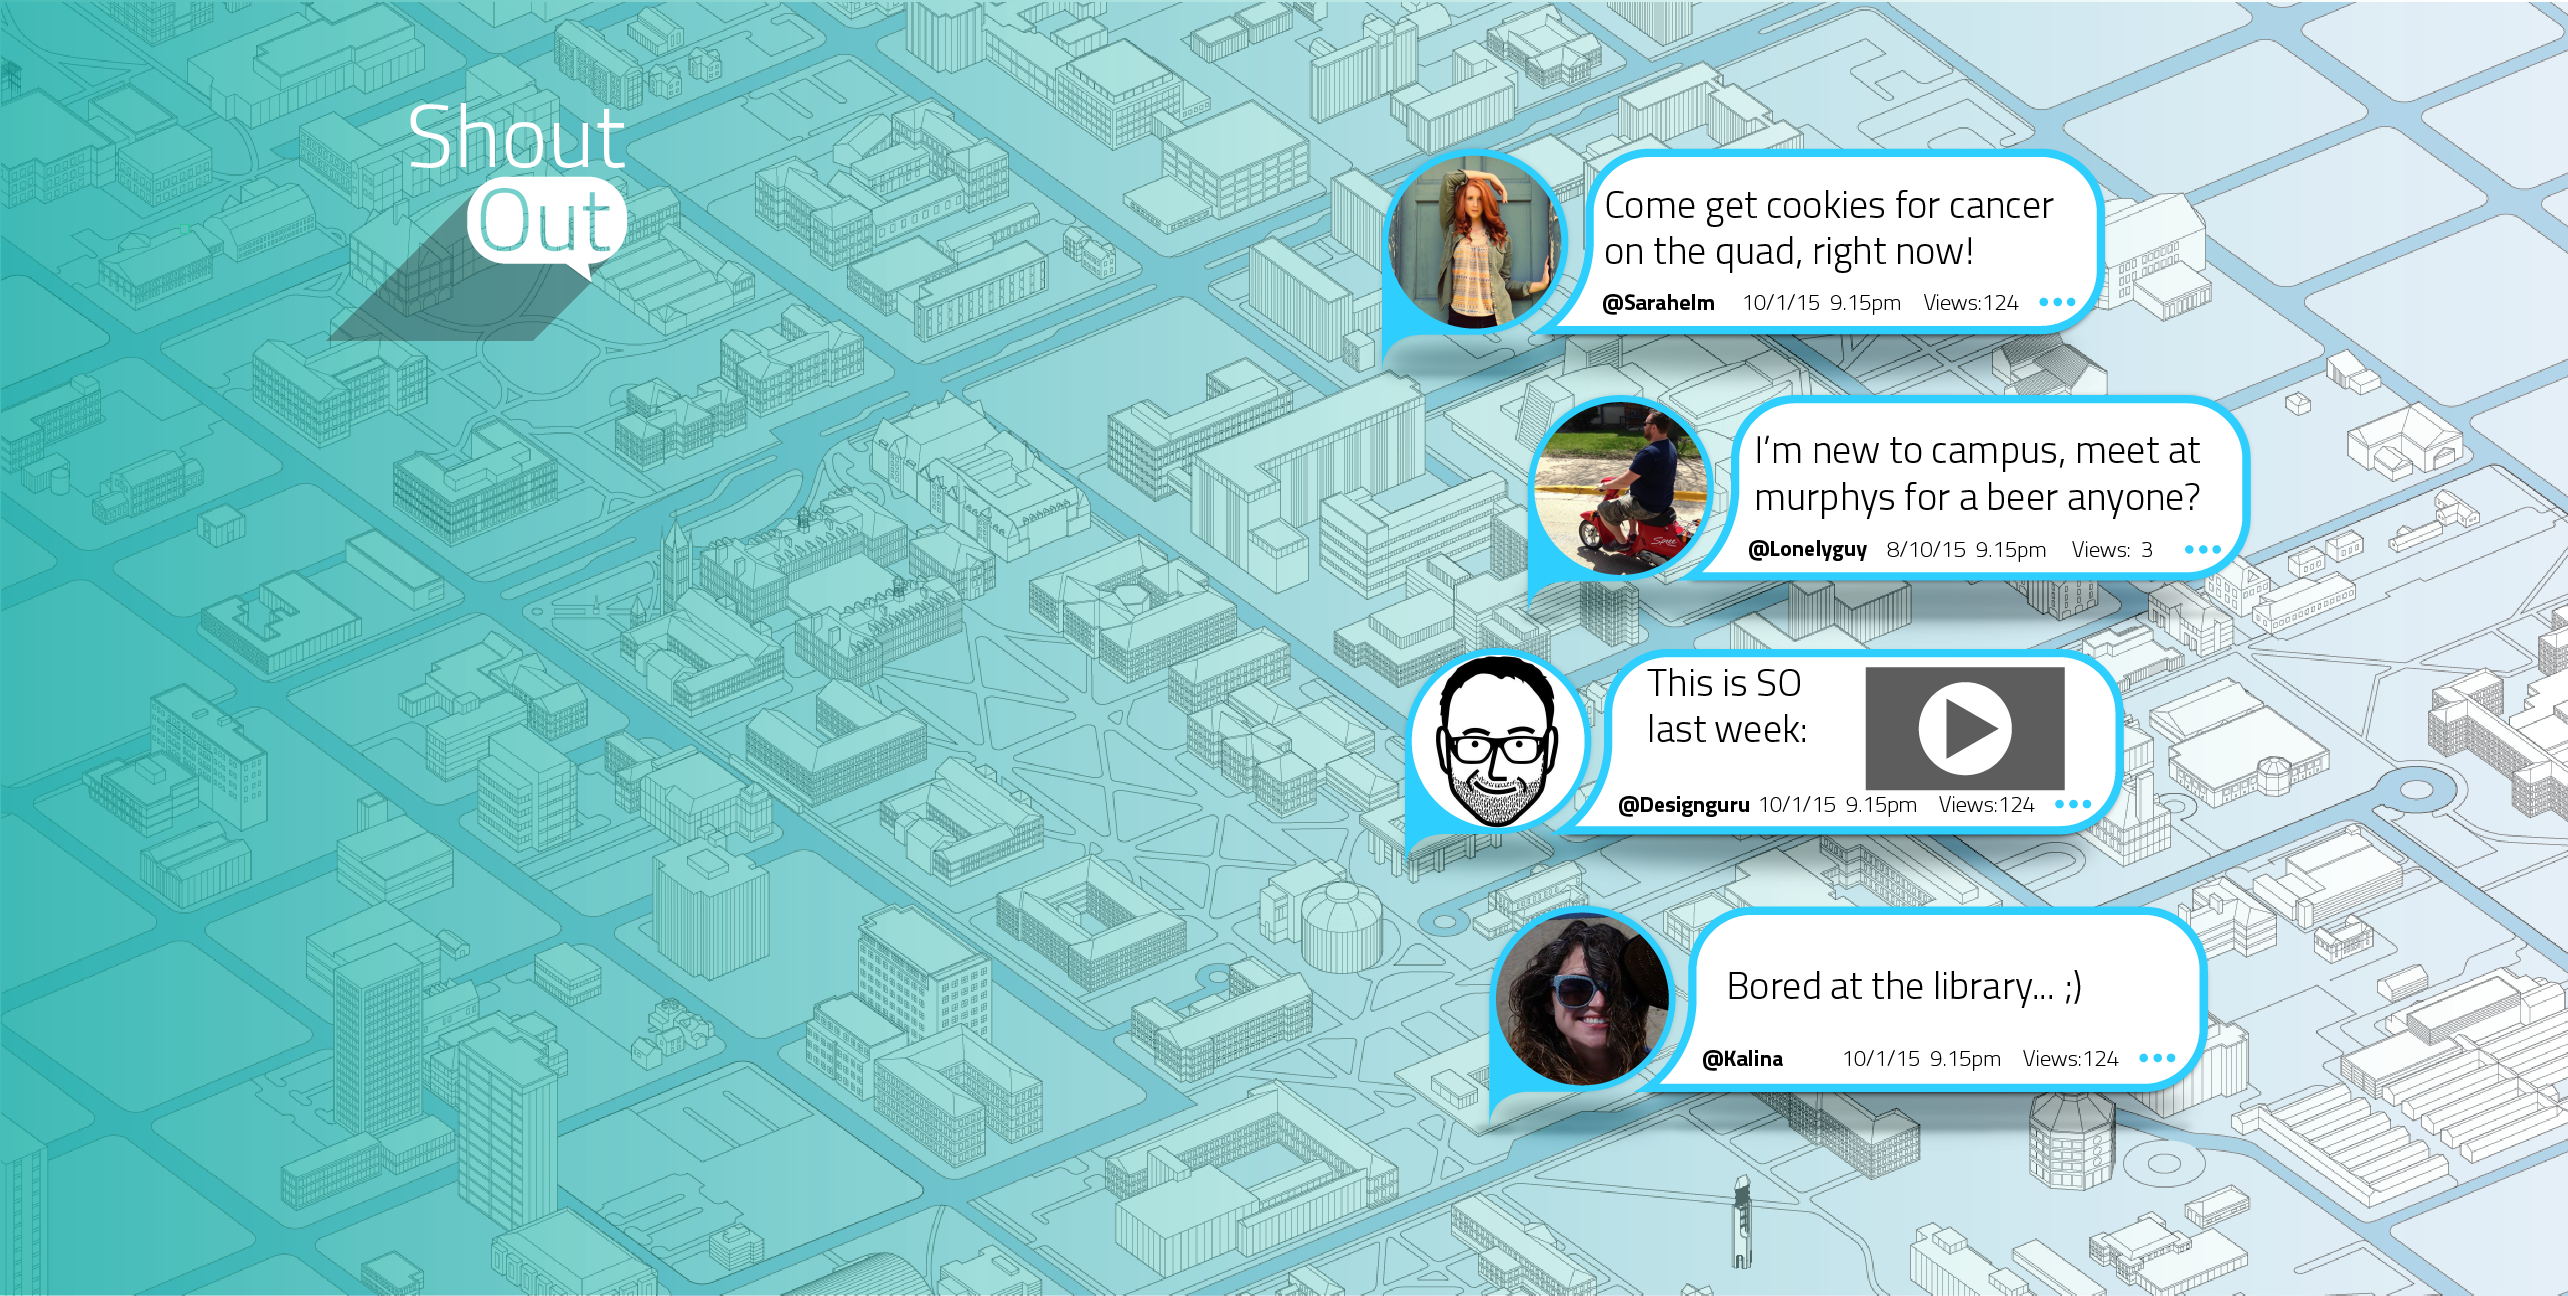 Shout
Out
Come get cookies for cancer
on the quad, right now!
@Sarahelm 10/1/15 9.15pm Views:124
I'm new to campus, meet at
murphys for a beer anyone?
@Lonelyguy 8/10/15 9.15pm Views: 3
This is SO
last week:
@Designguru 10/1/15 9.15pm Views:124
Bored at the library... ;)
@Kalina 10/1/15 9.15pm Views:124
Spree